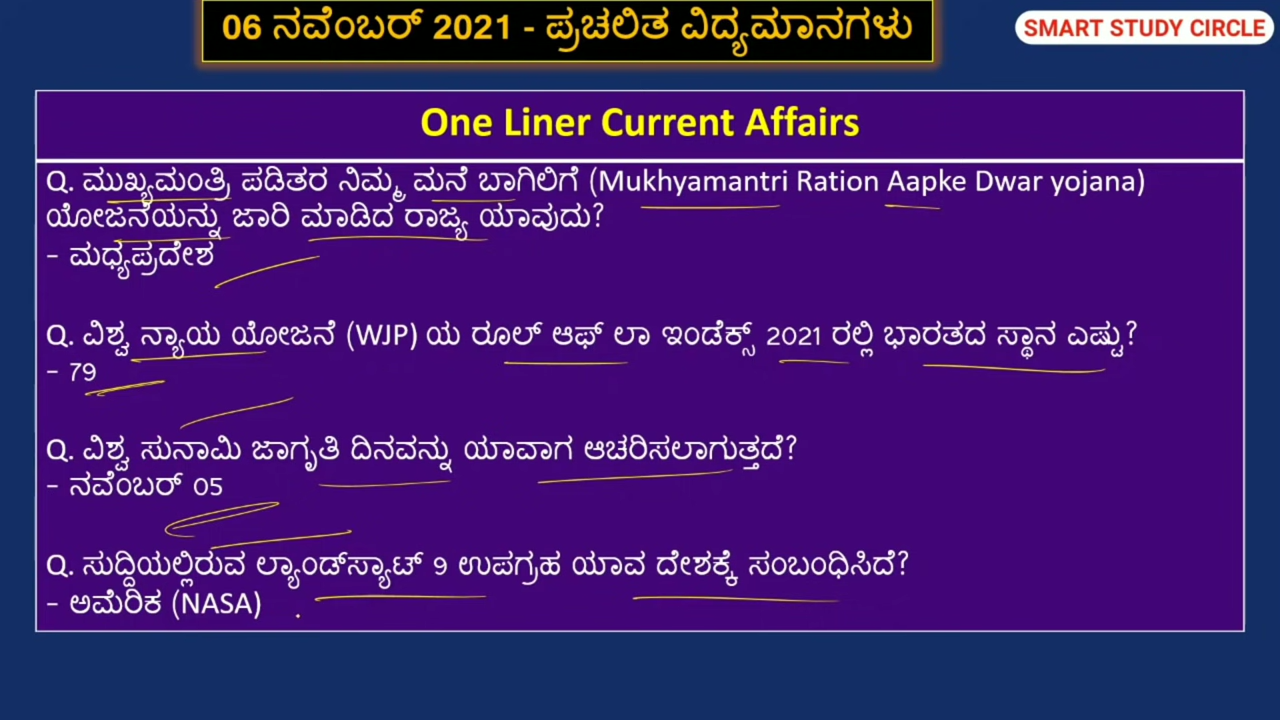 06 ನವೆಂಬರ್ 2021 - ಪ್ರಚಲಿತ ವಿದ್ಯಮಾನಗಳು
SMART STUDY CIRCLE
One Liner Current Affairs
Q. ಮುಖ್ಯಮಂತ್ರಿ ಪಡಿತರ ನಿಮ್ಮ ಮನೆ ಬಾಗಿಲಿಗೆ (Mukhyamantri Ration Aapke Dwar yojana)
ಯೋಜನೆಯನ್ನು ಜಾರಿ ಮಾಡಿದ ರಾಜ್ಯ ಯಾವುದು?
- ಮಧ್ಯಪ್ರದೇಶ
Q. ವಿಶ್ವ ನ್ಯಾಯ ಯೋಜನೆ (WJP) ಯ ರೂಲ್ ಆಫ್ ಲಾ ಇಂಡೆಕ್ಸ್ 2021 ರಲ್ಲಿ ಭಾರತದ ಸ್ಥಾನ ಎಷ್ಟು?
- 79
Q. ವಿಶ್ವ ಸುನಾಮಿ ಜಾಗೃತಿ ದಿನವನ್ನು ಯಾವಾಗ ಆಚರಿಸಲಾಗುತ್ತದೆ?
- ನವೆಂಬರ್ 05
Q. ಸುದ್ದಿಯಲ್ಲಿರುವ ಲ್ಯಾಂಡ್‌ಸ್ಯಾಟ್ 9 ಉಪಗ್ರಹ ಯಾವ ದೇಶಕ್ಕೆ ಸಂಬಂಧಿಸಿದೆ?
- ಅಮೆರಿಕ (NASA)